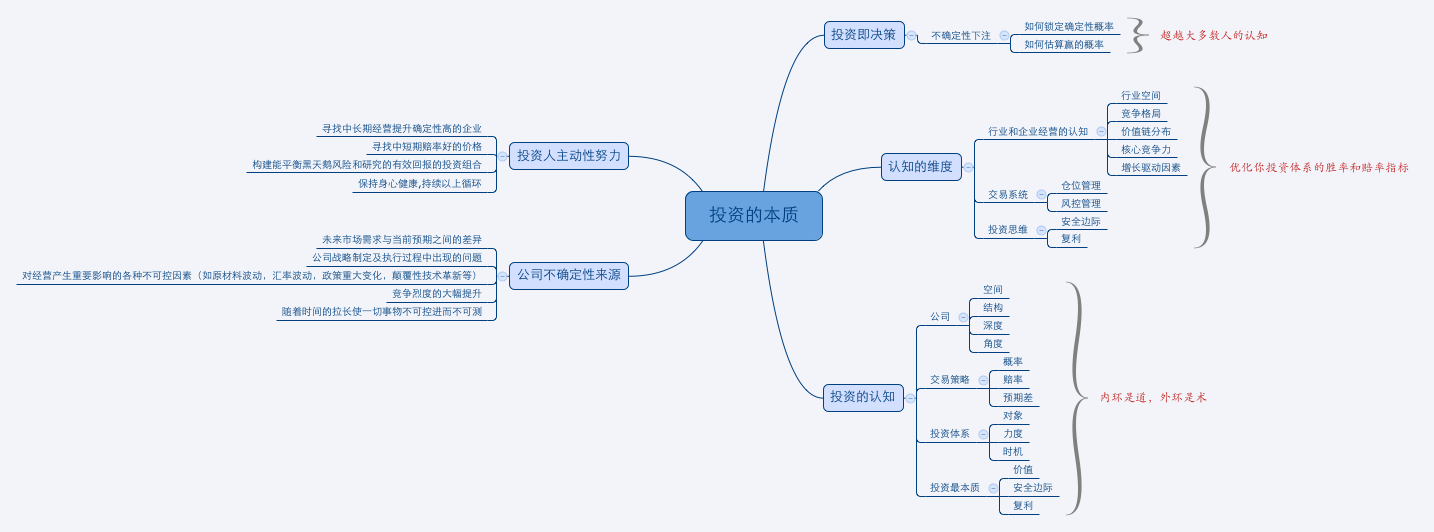 投资的本质
投资即决策
不确定性下注
如何锁定确定性概率
如何估算赢的概率
超越大多数人的认知
认知的维度
行业和企业经营的认知
行业空间
竞争格局
价值链分布
核心竞争力
增长驱动因素
交易系统
仓位管理
风控管理
投资思维
安全边际
复利
优化你投资体系的胜率和赔率指标
投资的认知
公司
空间
结构
深度
角度
交易策略
概率
赔率
预期差
投资体系
对象
力度
时机
投资最本质
价值
安全边际
复利
内环是道，外环是术
投资人主动性努力
寻找中长期经营提升确定性高的企业
寻找中短期赔率好的价格
构建能平衡黑天鹅风险和研究的有效回报的投资组合
保持身心健康,持续以上循环
公司不确定性来源
未来市场需求与当前预期之间的差异
公司战略制定及执行过程中出现的问题
对经营产生重要影响的各种不可控因素（如原材料波动，汇率波动，政策重大变化，颠覆性技术革新等）
竞争烈度的大幅提升
随着时间的拉长使一切事物不可控进而不可测